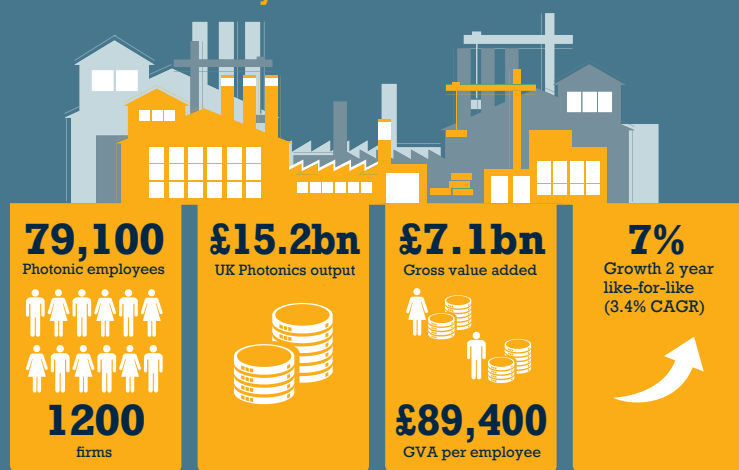 79,100
Photonic employees
1200
firms
£15.2bn
UK Photonics output
£7.1bn
Gross value added
£89,400
GVA per employee
7%
Growth 2 year
like-for-like
(3.4% CAGR)